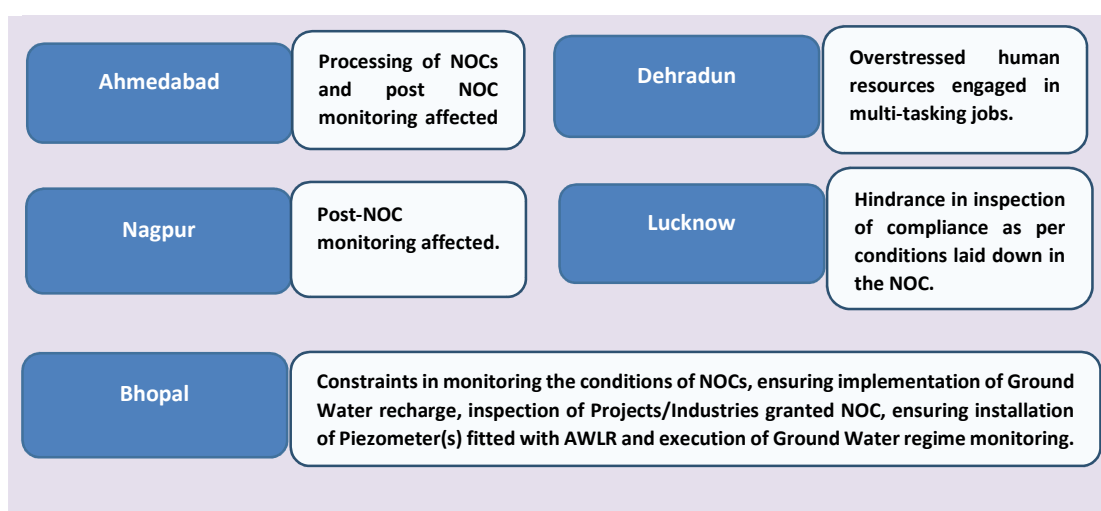 Ahmedabad
Processing of NOCs
and post NOC
monitoring affected
Dehradun
Overstressed human
resources engaged in
multi-tasking jobs.
Nagpur
Post-NOC
monitoring affected.
Lucknow
Hindrance in inspection
of compliance as per
conditions laid down in
the NOC.
Bhopal
Constraints in monitoring the conditions of NOCs, ensuring implementation of Ground
Water recharge, inspection of Projects/Industries granted NOC, ensuring installation
of Piezometer(s) fitted with AWLR and execution of Ground Water regime monitoring.